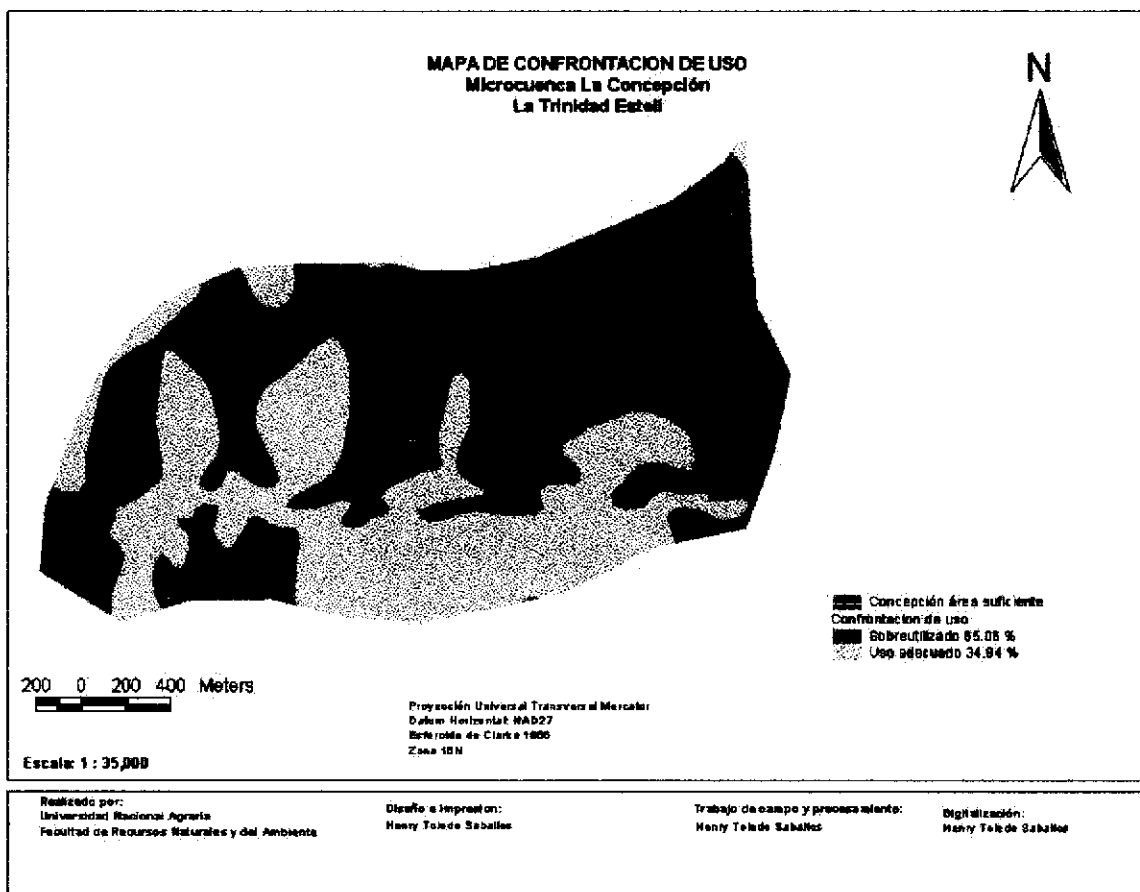 MAPA DE CONFRONTACION DE USO
Microcuenca La Concepción
La Trinidad Estelí
N
Concepción área suficiente
Confrontacion de uso
Sobreutilizado 65.06 %
Uso adecuado 34.94 %
200 0 200 400 Meters
Proyección Universal Transversal Mercator
Datum Horizontal: NAD27
Esferoide de Clarke 1866
Zona 16 N
Escala: 1 : 35,000
Realizado por:
Universidad Nacional Agraria
Facultad de Recursos Naturales y del Ambiente
Diseño e Impresion:
Henry Toledo Saballos
Trabajo de campo y procesamiento:
Henry Toledo Saballos
Digitalización:
Henry Toledo Saballos